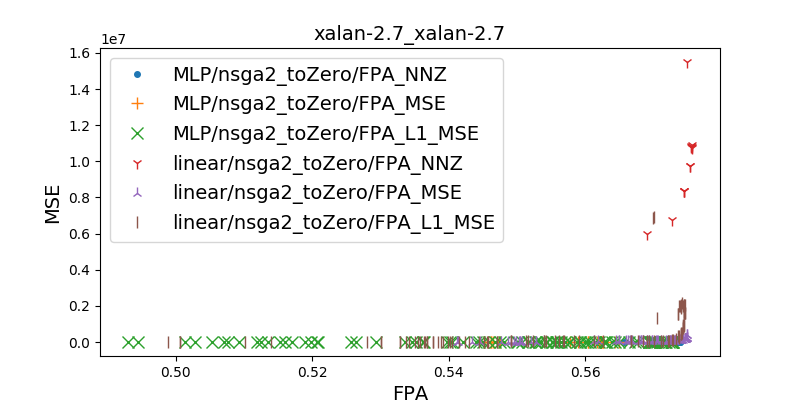 xalan-2.7_xalan-2.7
1e7
1.6
1.4
1.2
1.0
0.8
0.6
0.4
0.2
0.0
MSE
MLP/nsga2_toZero/FPA_NNZ
MLP/nsga2_toZero/FPA_MSE
MLP/nsga2_toZero/FPA_L1_MSE
linear/nsga2_toZero/FPA_NNZ
linear/nsga2_toZero/FPA_MSE
linear/nsga2_toZero/FPA_L1_MSE
0.50 0.52 0.54 0.56
FPA